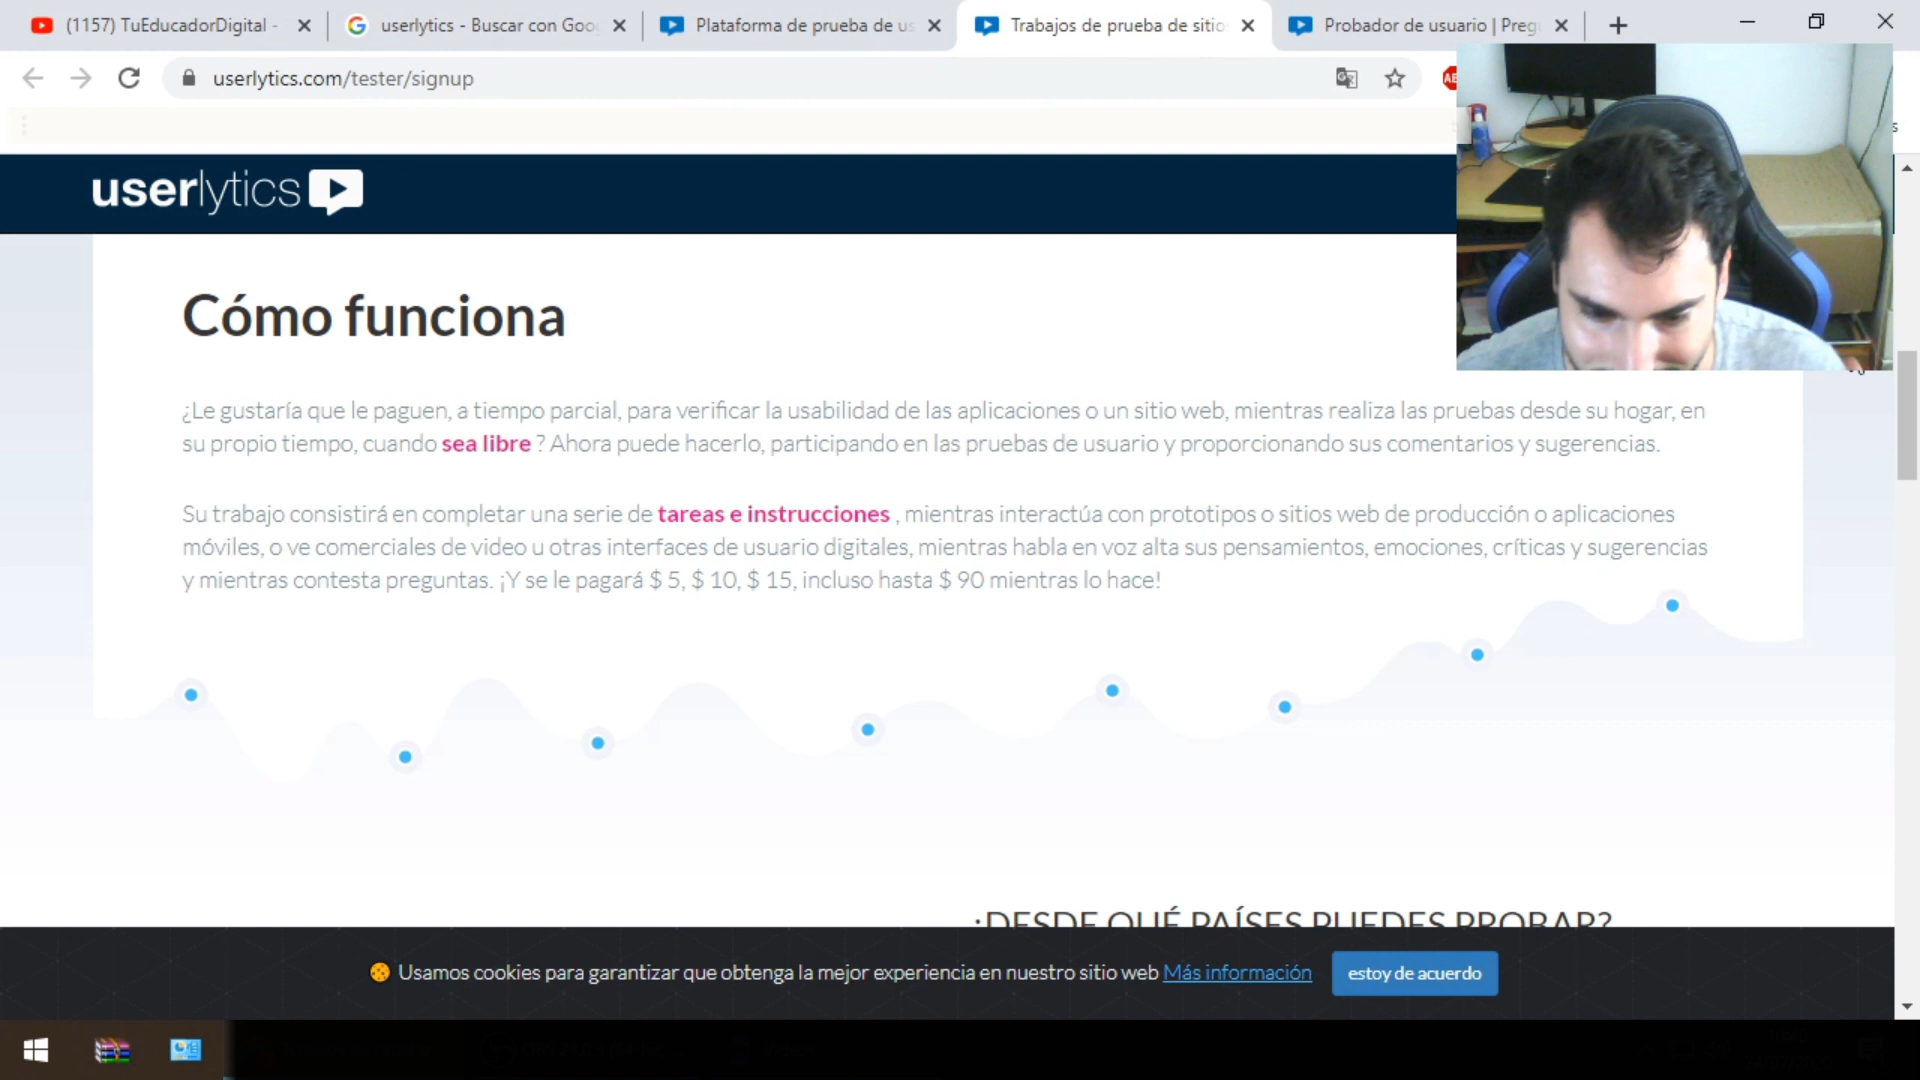 (1157) TuEducadorDigital -
userlytics - Buscar con Goo
Plataforma de prueba de us
Trabajos de prueba de sitio
Probador de usuario | Preg
userlytics.com/tester/signup
userlytics
Cómo funciona
¿Le gustaría que le paguen, a tiempo parcial, para verificar la usabilidad de las aplicaciones o un sitio web, mientras realiza las pruebas desde su hogar, en
su propio tiempo, cuando sea libre ? Ahora puede hacerlo, participando en las pruebas de usuario y proporcionando sus comentarios y sugerencias.
Su trabajo consistirá en completar una serie de tareas e instrucciones , mientras interactúa con prototipos o sitios web de producción o aplicaciones
móviles, o ve comerciales de video u otras interfaces de usuario digitales, mientras habla en voz alta sus pensamientos, emociones, críticas y sugerencias
y mientras contesta preguntas. ¡Y se le pagará $ 5, $ 10, $ 15, incluso hasta $ 90 mientras lo hace!
¿DESDE QUÉ PAÍSES PUEDES PROBAR?
Usamos cookies para garantizar que obtenga la mejor experiencia en nuestro sitio web Más información
estoy de acuerdo